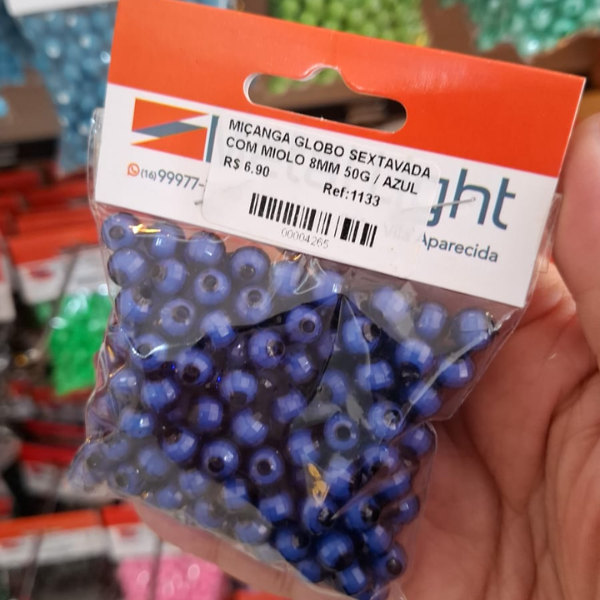 MIÇANGA GLOBO SEXTAVADA
COM MIOLO 8MM 50G / AZUL
R$ 6.90
Ref:1133
00004265
(16)99977-
ght
Aparecida